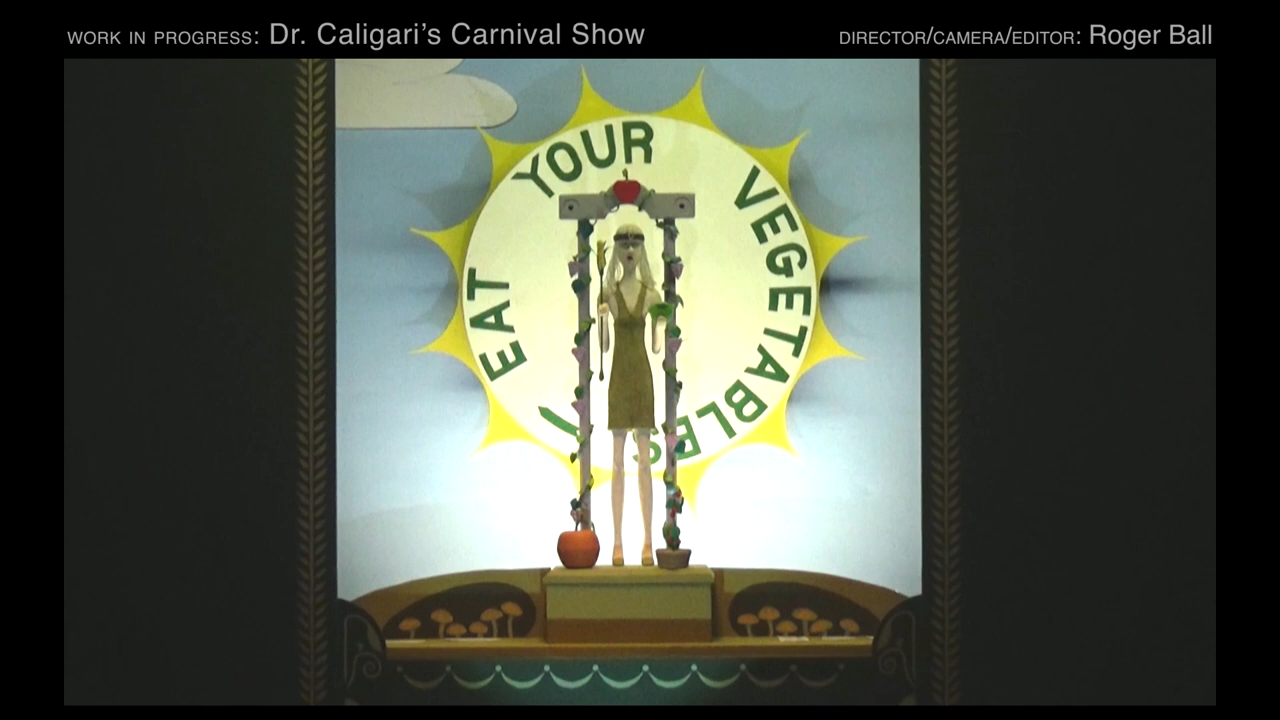 WORK IN PROGRESS: Dr. Caligari's Carnival Show
DIRECTOR/CAMERA/EDITOR: Roger Ball
EAT YOUR VEGETABLES